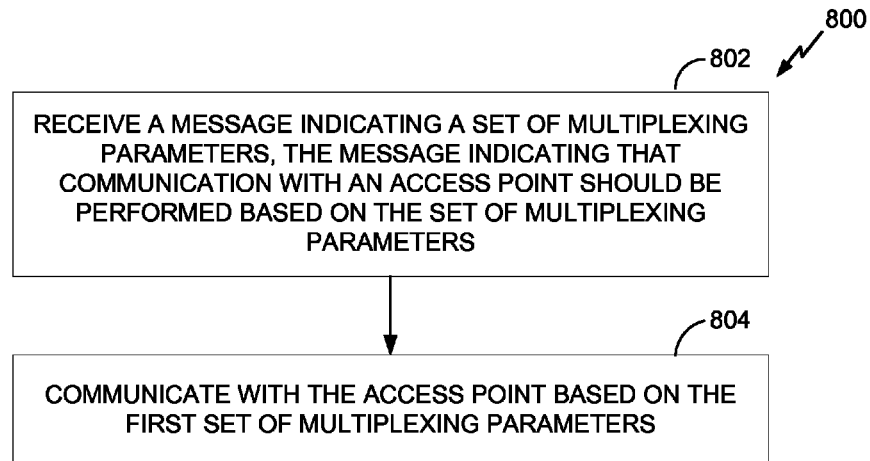 800
802
RECEIVE A MESSAGE INDICATING A SET OF MULTIPLEXING
PARAMETERS, THE MESSAGE INDICATING THAT
COMMUNICATION WITH AN ACCESS POINT SHOULD BE
PERFORMED BASED ON THE SET OF MULTIPLEXING
PARAMETERS
804
COMMUNICATE WITH THE ACCESS POINT BASED ON THE
FIRST SET OF MULTIPLEXING PARAMETERS